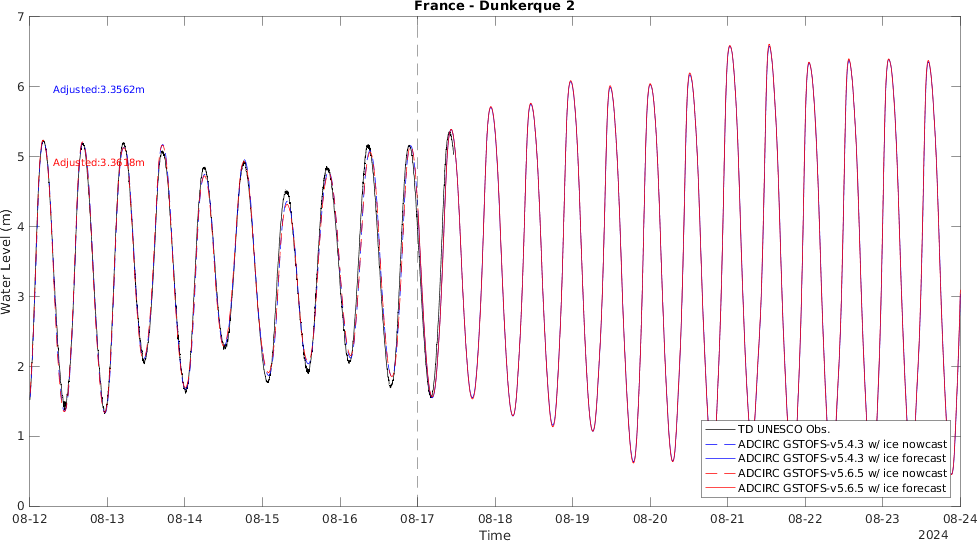 France - Dunkerque 2
7
6
5
4
3
2
1
0
Water Level (m)
Adjusted:3.3562m
Adjusted:3.3618m
TD UNESCO Obs.
ADCIRC GSTOFS-v5.4.3 w/ ice nowcast
ADCIRC GSTOFS-v5.4.3 w/ ice forecast
ADCIRC GSTOFS-v5.6.5 w/ ice nowcast
ADCIRC GSTOFS-v5.6.5 w/ ice forecast
08-12 08-13 08-14 08-15 08-16 08-17 08-18 08-19 08-20 08-21 08-22 08-23 08-24
Time
2024